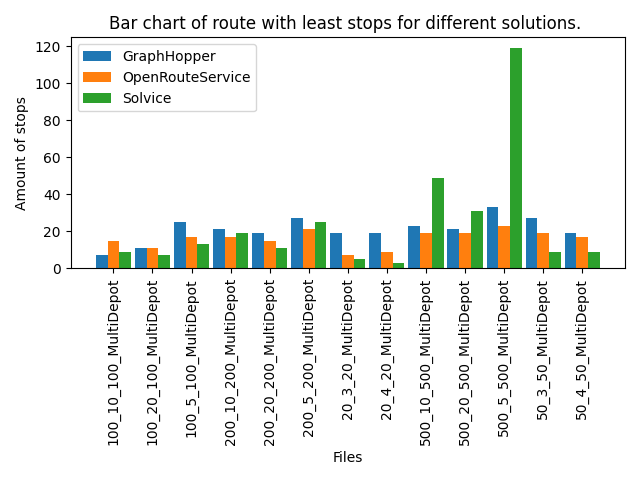 Bar chart of route with least stops for different solutions.
GraphHopper
OpenRouteService
Solvice
Amount of stops
120
100
80
60
40
20
0
100_10_100_MultiDepot
100_20_100_MultiDepot
100_5_100_MultiDepot
200_10_200_MultiDepot
200_20_200_MultiDepot
200_5_200_MultiDepot
20_3_20_MultiDepot
20_4_20_MultiDepot
500_10_500_MultiDepot
500_20_500_MultiDepot
500_5_500_MultiDepot
50_3_50_MultiDepot
50_4_50_MultiDepot
Files